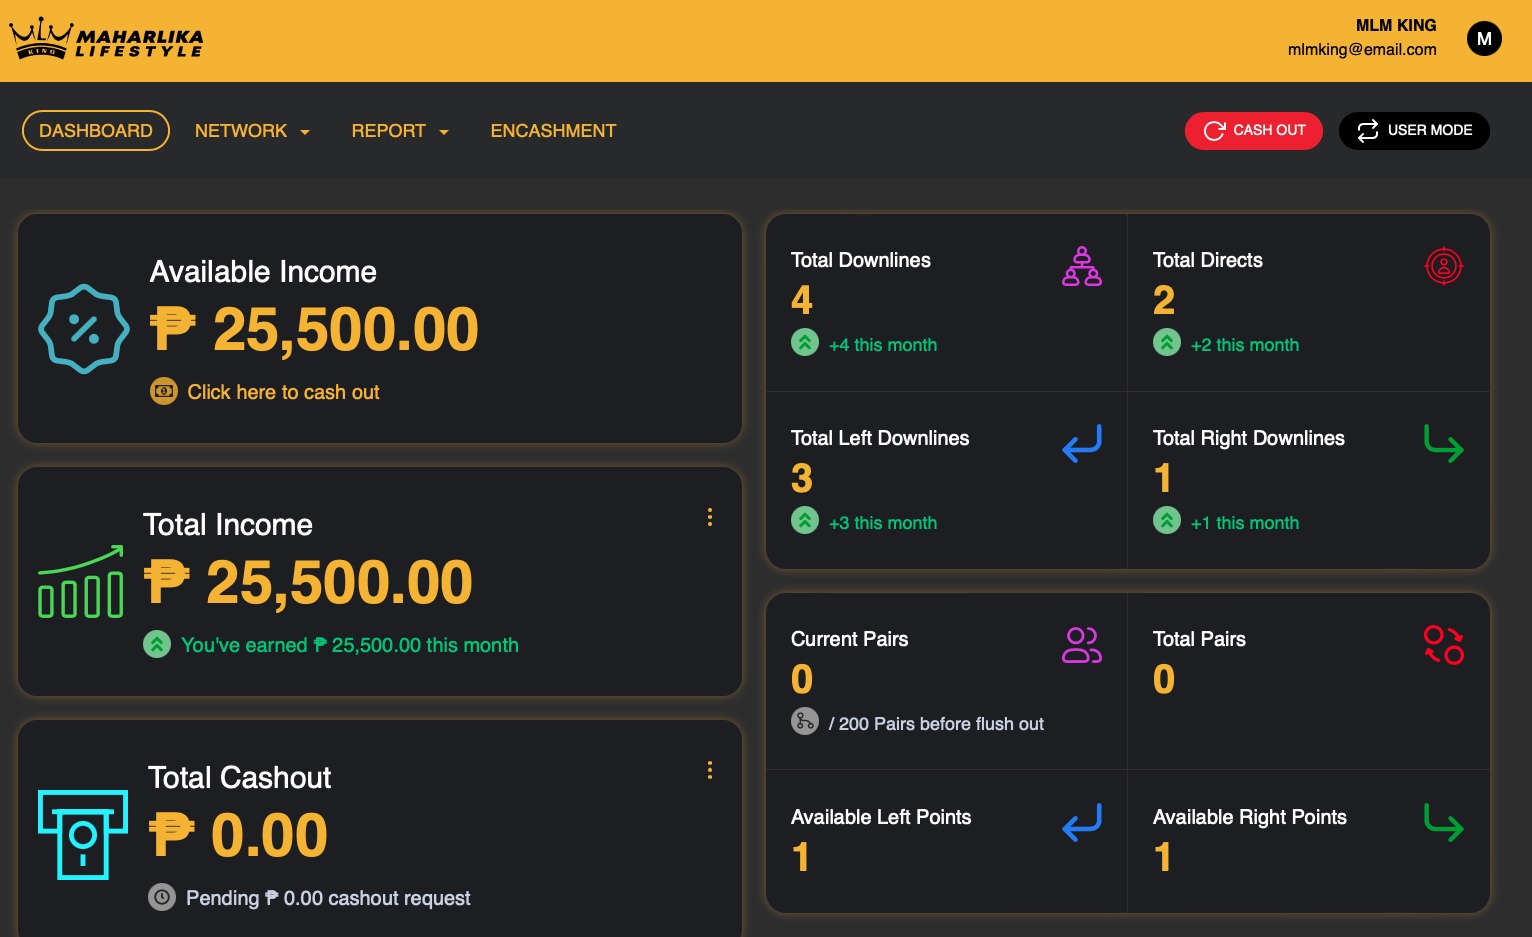 KING
MAHARLIKA
LIFESTYLE
MLM KING
mlmking@email.com
M
DASHBOARD
NETWORK
REPORT
ENCASHMENT
CASH OUT
USER MODE
Available Income
₱ 25,500.00
Click here to cash out
Total Income
₱ 25,500.00
You've earned ₱ 25,500.00 this month
Total Cashout
₱ 0.00
Pending ₱ 0.00 cashout request
Total Downlines
4
+4 this month
Total Directs
2
+2 this month
Total Left Downlines
3
+3 this month
Total Right Downlines
1
+1 this month
Current Pairs
0
/ 200 Pairs before flush out
Total Pairs
0
Available Left Points
1
Available Right Points
1